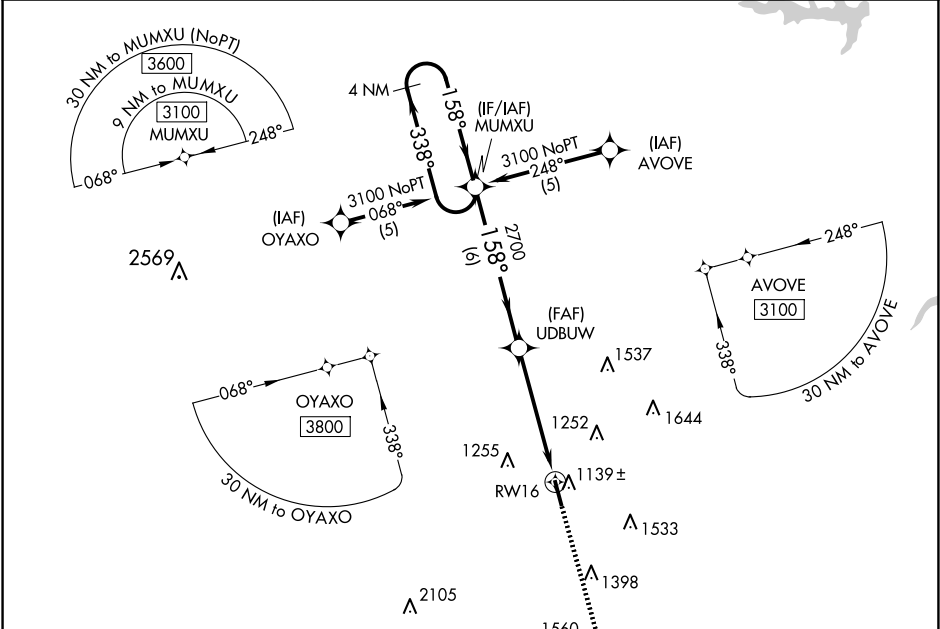 30 NM to MUMXU (NoPT)
3600
9 NM to MUMXU
3100
MUMXU
068°
248°
4 NM
158°
338°
(IF/IAF)
MUMXU
3100 NoPT
248°
(5)
(IAF)
AVOVE
3100 NoPT
068°
(5)
(IAF)
OYAXO
2569
2700
158°
(6)
248°
AVOVE
3100
338°
30 NM to AVOVE
(FAF)
UDBUW
068°
OYAXO
3800
338°
30 NM to OYAXO
1537
1644
1252
1255
RW16
1139±
1533
1398
2105
1560